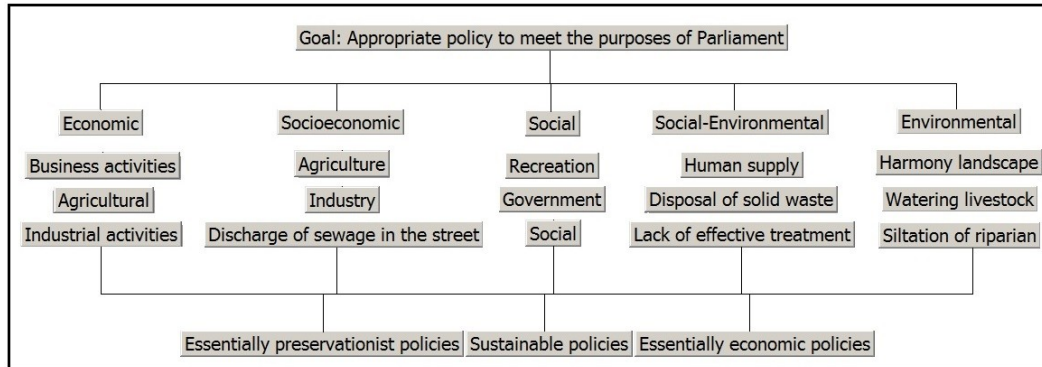 Goal: Appropriate policy to meet the purposes of Parliament
Economic
Socioeconomic
Social
Social-Environmental
Environmental
Business activities
Agriculture
Recreation
Human supply
Harmony landscape
Agricultural
Industry
Government
Disposal of solid waste
Watering livestock
Industrial activities
Discharge of sewage in the street
Social
Lack of effective treatment
Siltation of riparian
Essentially preservationist policies
Sustainable policies
Essentially economic policies